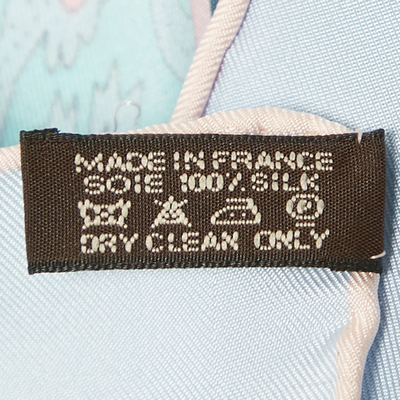 MADE IN FRANCE
SOIE 100% SILK
DRY CLEAN ONLY